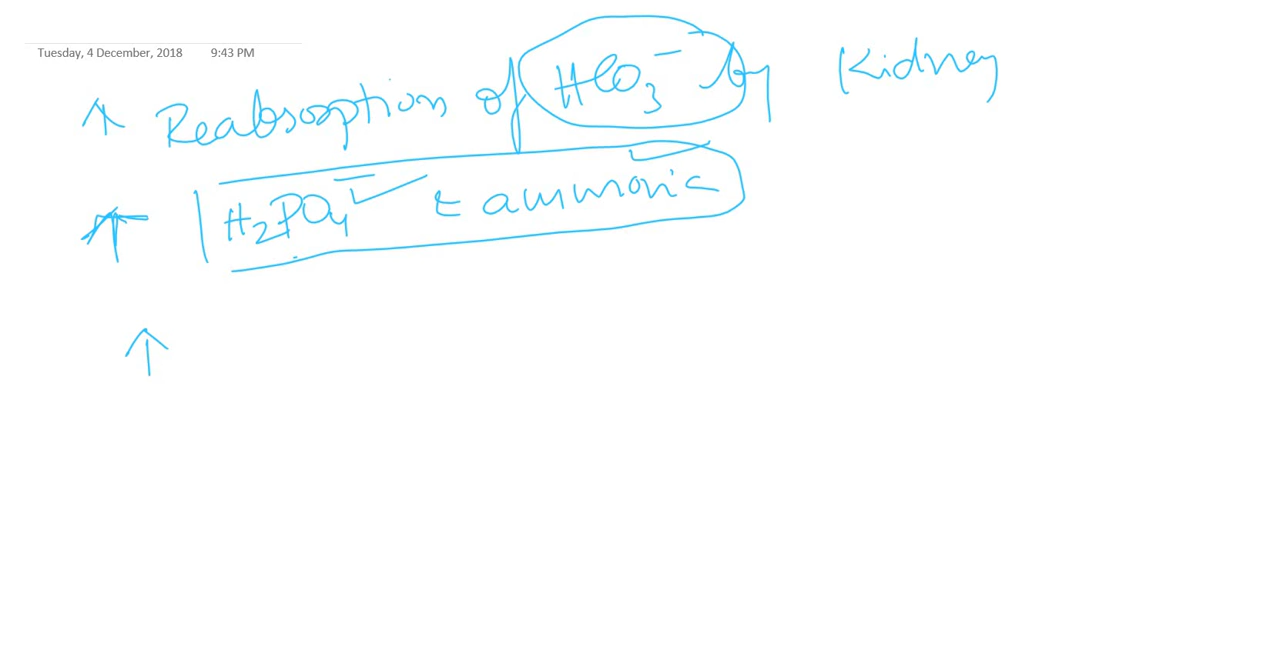 Tuesday, 4 December, 2018 9:43 PM
↑ Reabsorption of HCO3⁻ by Kidney
↑ H2PO4⁻ & ammonia
↑